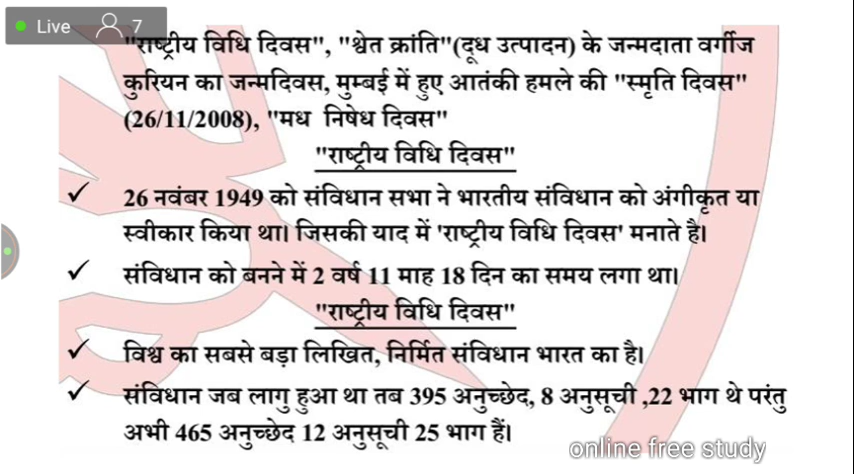 Live 7
"राष्ट्रीय विधि दिवस", "श्वेत क्रांति"(दूध उत्पादन) के जन्मदाता वर्गीज
कुरियन का जन्मदिवस, मुम्बई में हुए आतंकी हमले की "स्मृति दिवस"
(26/11/2008), "मध निषेध दिवस"
"राष्ट्रीय विधि दिवस"
✓ 26 नवंबर 1949 को संविधान सभा ने भारतीय संविधान को अंगीकृत या
स्वीकार किया था। जिसकी याद में 'राष्ट्रीय विधि दिवस' मनाते है।
✓ संविधान को बनने में 2 वर्ष 11 माह 18 दिन का समय लगा था।
"राष्ट्रीय विधि दिवस"
✓ विश्व का सबसे बड़ा लिखित, निर्मित संविधान भारत का है।
✓ संविधान जब लागु हुआ था तब 395 अनुच्छेद, 8 अनुसूची ,22 भाग थे परंतु
अभी 465 अनुच्छेद 12 अनुसूची 25 भाग हैं।
online free study